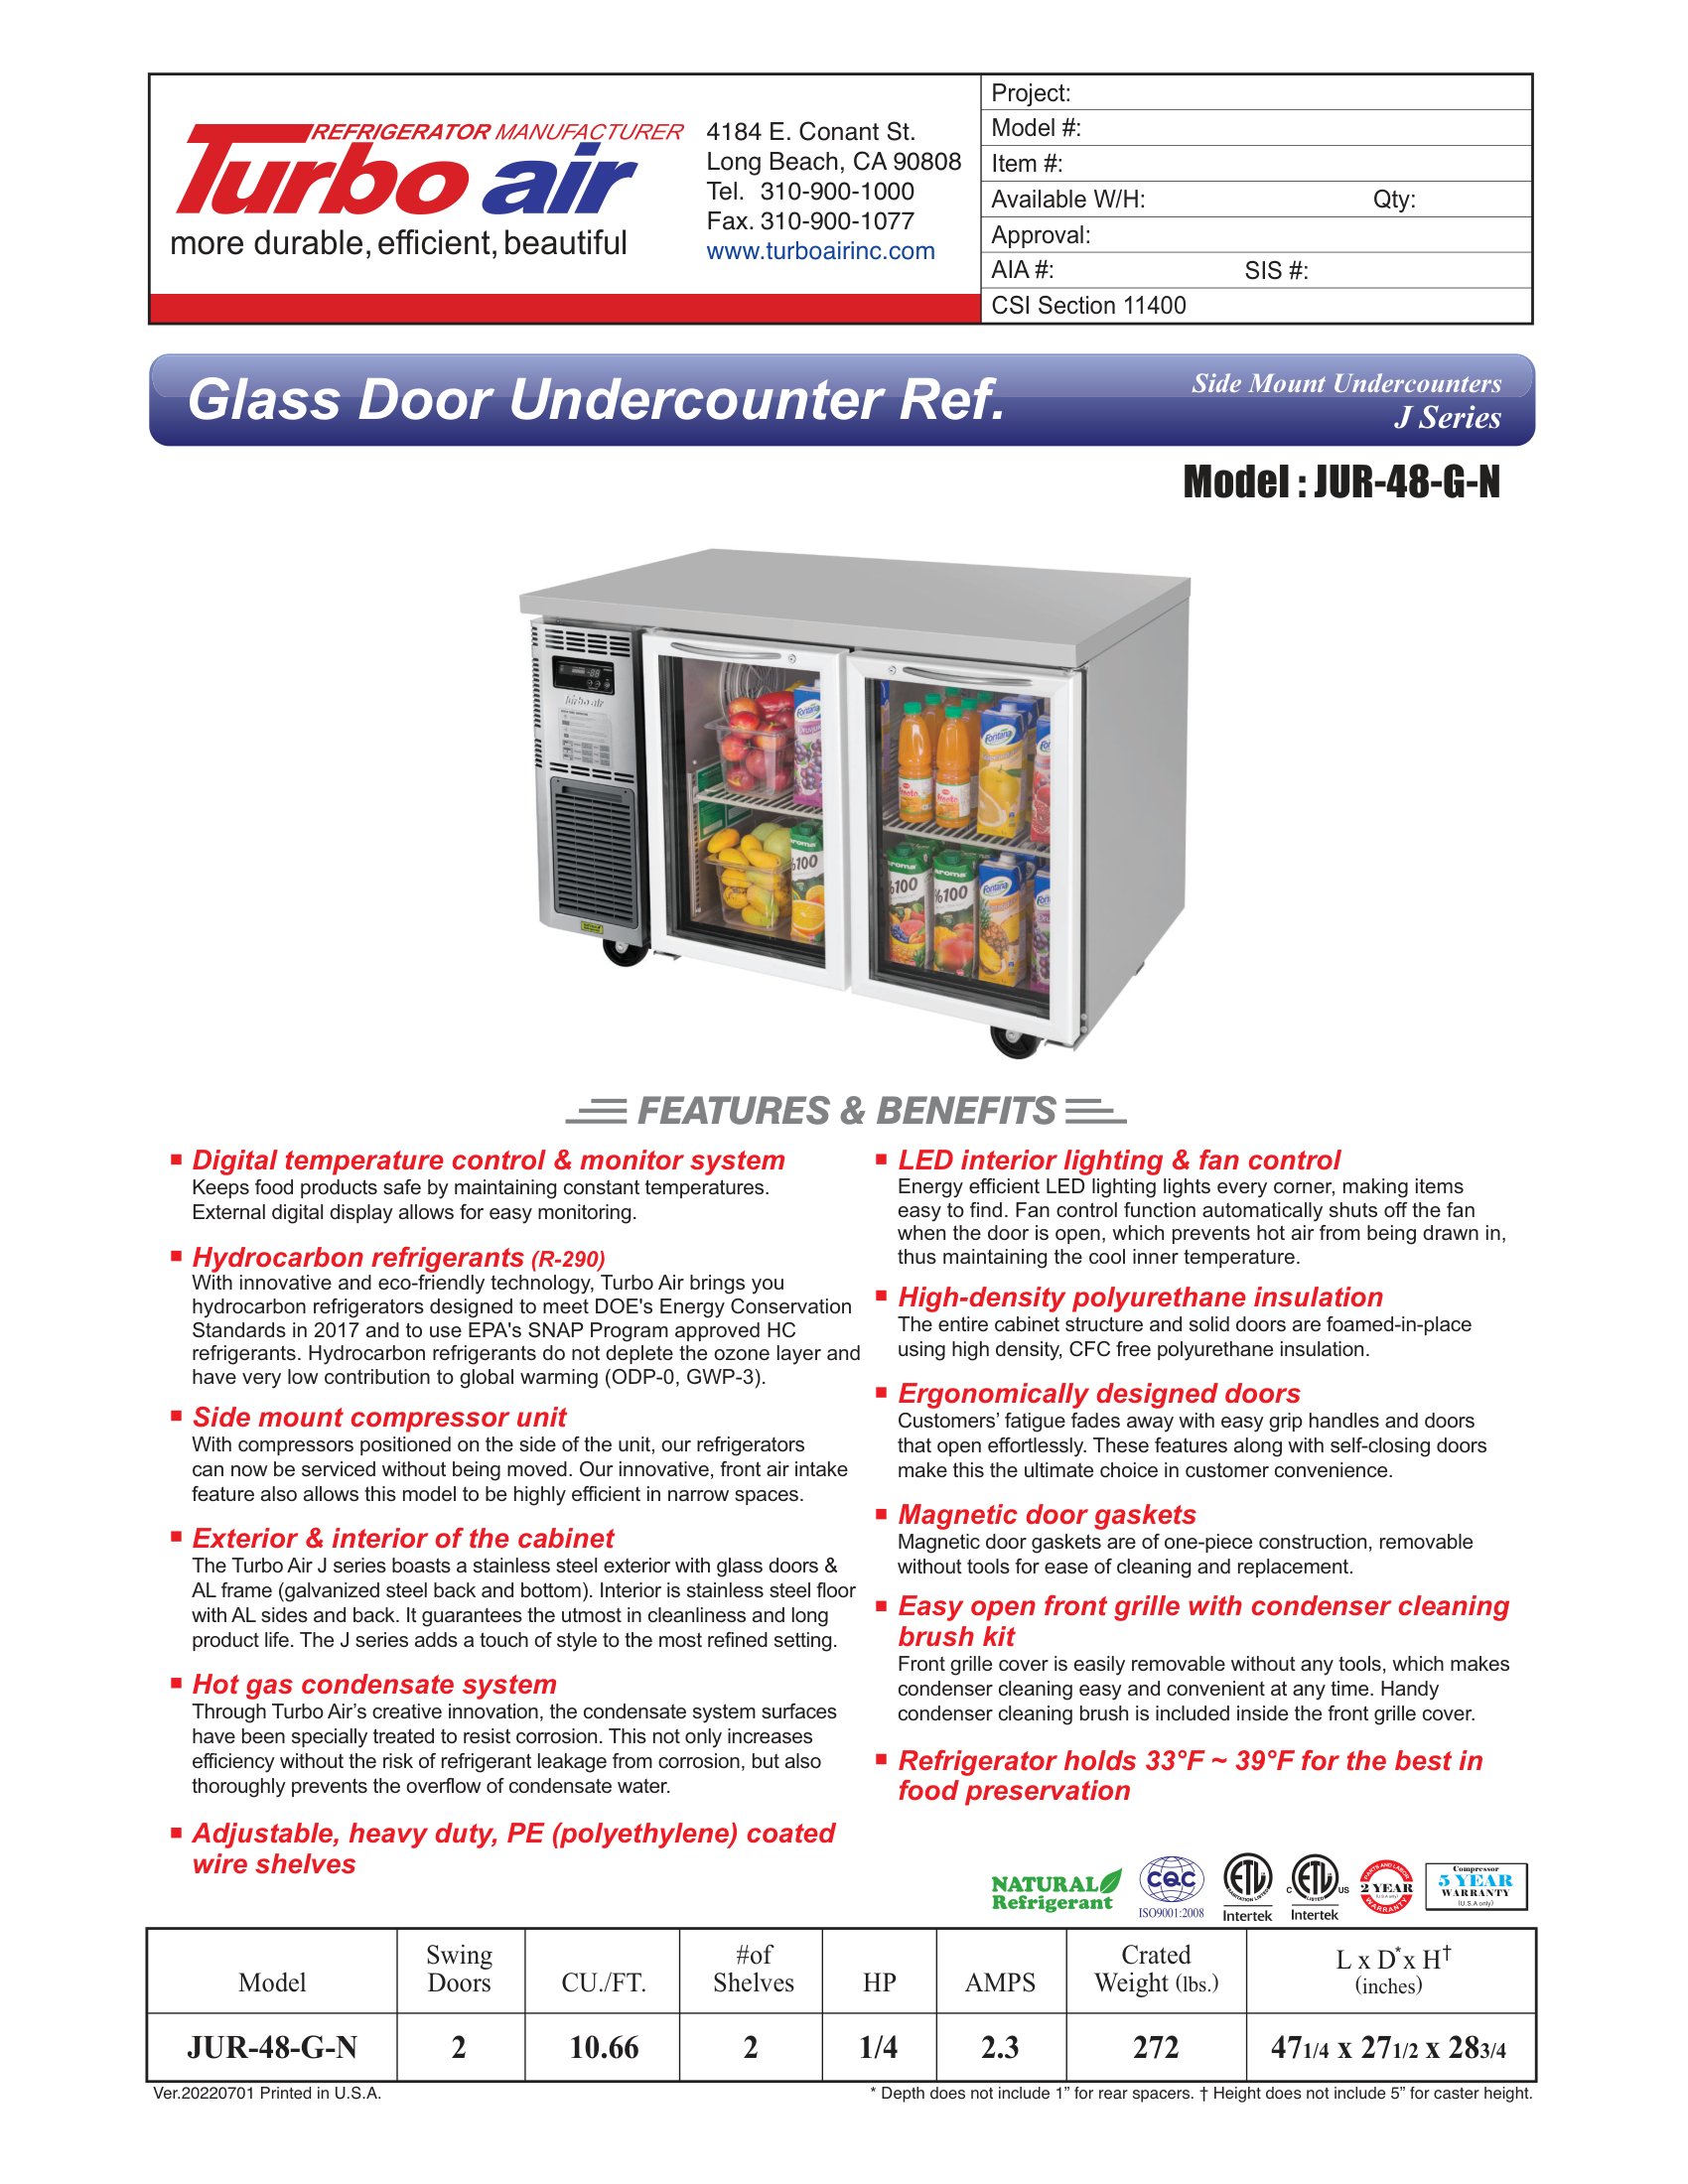 REFRIGERATOR MANUFACTURER
Turbo air
more durable, efficient, beautiful
4184 E. Conant St.
Long Beach, CA 90808
Tel. 310-900-1000
Fax. 310-900-1077
www.turboairinc.com
Project:
Model #:
Item #:
Available W/H: Qty:
Approval:
AIA #: SIS #:
CSI Section 11400
Glass Door Undercounter Ref.
Side Mount Undercounters
J Series
Model : JUR-48-G-N
Turbo air
Fontana
Fontana
aroma
%100
aroma
%100
aroma
%100
Fontana
FEATURES & BENEFITS
■ Digital temperature control & monitor system
Keeps food products safe by maintaining constant temperatures.
External digital display allows for easy monitoring.
■ Hydrocarbon refrigerants (R-290)
With innovative and eco-friendly technology, Turbo Air brings you
hydrocarbon refrigerators designed to meet DOE's Energy Conservation
Standards in 2017 and to use EPA's SNAP Program approved HC
refrigerants. Hydrocarbon refrigerants do not deplete the ozone layer and
have very low contribution to global warming (ODP-0, GWP-3).
■ Side mount compressor unit
With compressors positioned on the side of the unit, our refrigerators
can now be serviced without being moved. Our innovative, front air intake
feature also allows this model to be highly efficient in narrow spaces.
■ Exterior & interior of the cabinet
The Turbo Air J series boasts a stainless steel exterior with glass doors &
AL frame (galvanized steel back and bottom). Interior is stainless steel floor
with AL sides and back. It guarantees the utmost in cleanliness and long
product life. The J series adds a touch of style to the most refined setting.
■ Hot gas condensate system
Through Turbo Air’s creative innovation, the condensate system surfaces
have been specially treated to resist corrosion. This not only increases
efficiency without the risk of refrigerant leakage from corrosion, but also
thoroughly prevents the overflow of condensate water.
■ Adjustable, heavy duty, PE (polyethylene) coated
wire shelves
■ LED interior lighting & fan control
Energy efficient LED lighting lights every corner, making items
easy to find. Fan control function automatically shuts off the fan
when the door is open, which prevents hot air from being drawn in,
thus maintaining the cool inner temperature.
■ High-density polyurethane insulation
The entire cabinet structure and solid doors are foamed-in-place
using high density, CFC free polyurethane insulation.
■ Ergonomically designed doors
Customers’ fatigue fades away with easy grip handles and doors
that open effortlessly. These features along with self-closing doors
make this the ultimate choice in customer convenience.
■ Magnetic door gaskets
Magnetic door gaskets are of one-piece construction, removable
without tools for ease of cleaning and replacement.
■ Easy open front grille with condenser cleaning
brush kit
Front grille cover is easily removable without any tools, which makes
condenser cleaning easy and convenient at any time. Handy
condenser cleaning brush is included inside the front grille cover.
■ Refrigerator holds 33°F ~ 39°F for the best in
food preservation
NATURAL
Refrigerant
CQC
ISO9001:2008
ETL
SANITATION LISTED
Intertek
C ETL US
LISTED
Intertek
PARTS AND LABOR
2 YEAR
(U.S.A only)
WARRANTY
Compressor
5 YEAR
WARRANTY
(U.S.A only)
Model Swing Doors CU./FT. #of Shelves HP AMPS Crated Weight (lbs.) L x D* x H† (inches)
JUR-48-G-N 2 10.66 2 1/4 2.3 272 47 1/4 x 27 1/2 x 28 3/4
Ver.20220701 Printed in U.S.A.
* Depth does not include 1” for rear spacers. † Height does not include 5” for caster height.